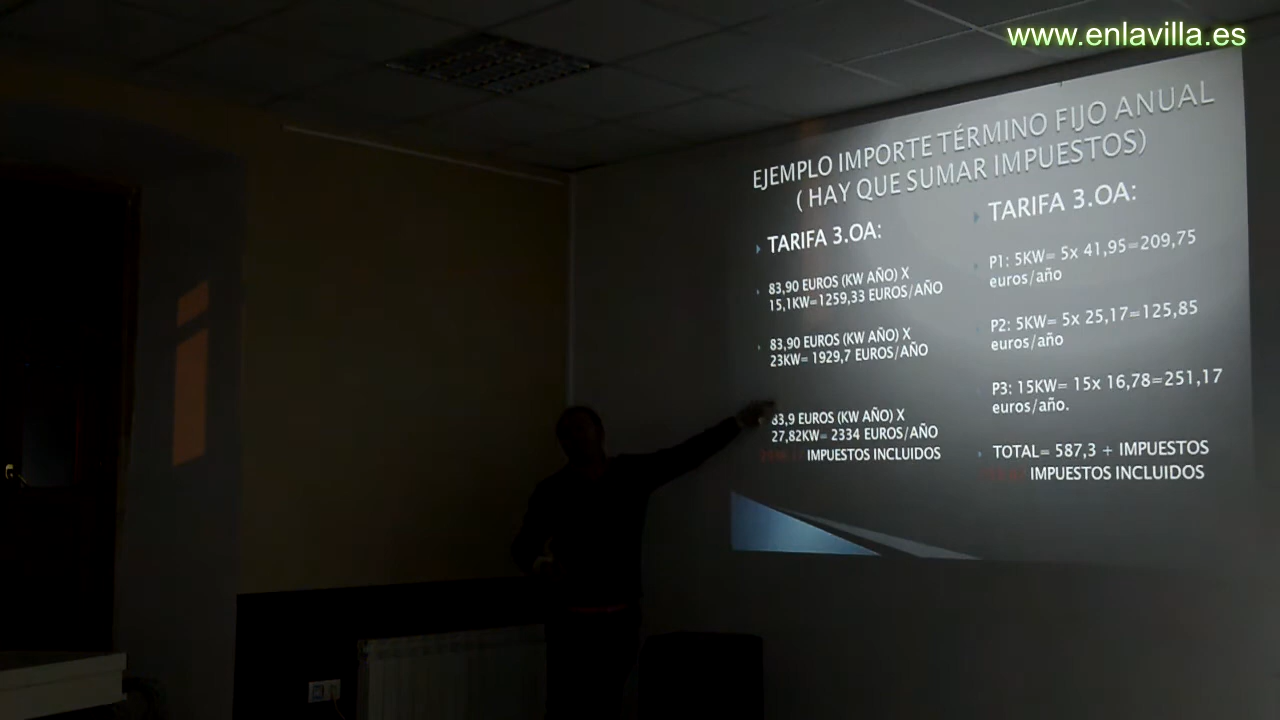 www.enlavilla.es
EJEMPLO IMPORTE TÉRMINO FIJO ANUAL
( HAY QUE SUMAR IMPUESTOS)
TARIFA 3.OA:
83,90 EUROS (KW AÑO) X
15,1KW=1259,33 EUROS/AÑO
83,90 EUROS (KW AÑO) X
23KW= 1929,7 EUROS/AÑO
83,9 EUROS (KW AÑO) X
27,82KW= 2334 EUROS/AÑO
IMPUESTOS INCLUIDOS
TARIFA 3.OA:
P1: 5KW= 5x 41,95=209,75
euros/año
P2: 5KW= 5x 25,17=125,85
euros/año
P3: 15KW= 15x 16,78=251,17
euros/año.
TOTAL= 587,3 + IMPUESTOS
IMPUESTOS INCLUIDOS